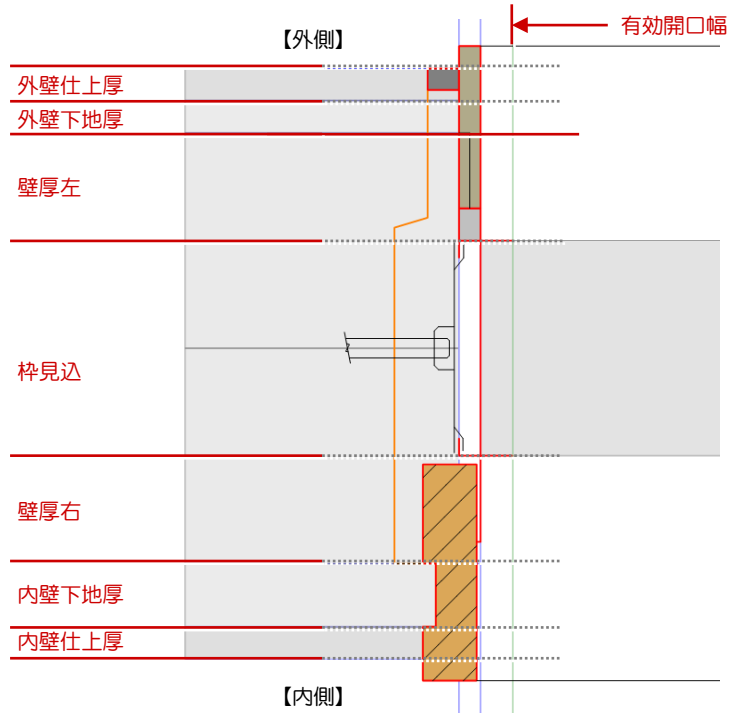 有効開口幅
【外側】
外壁仕上厚
外壁下地厚
壁厚左
枠見込
壁厚右
内壁下地厚
内壁仕上厚
【内側】